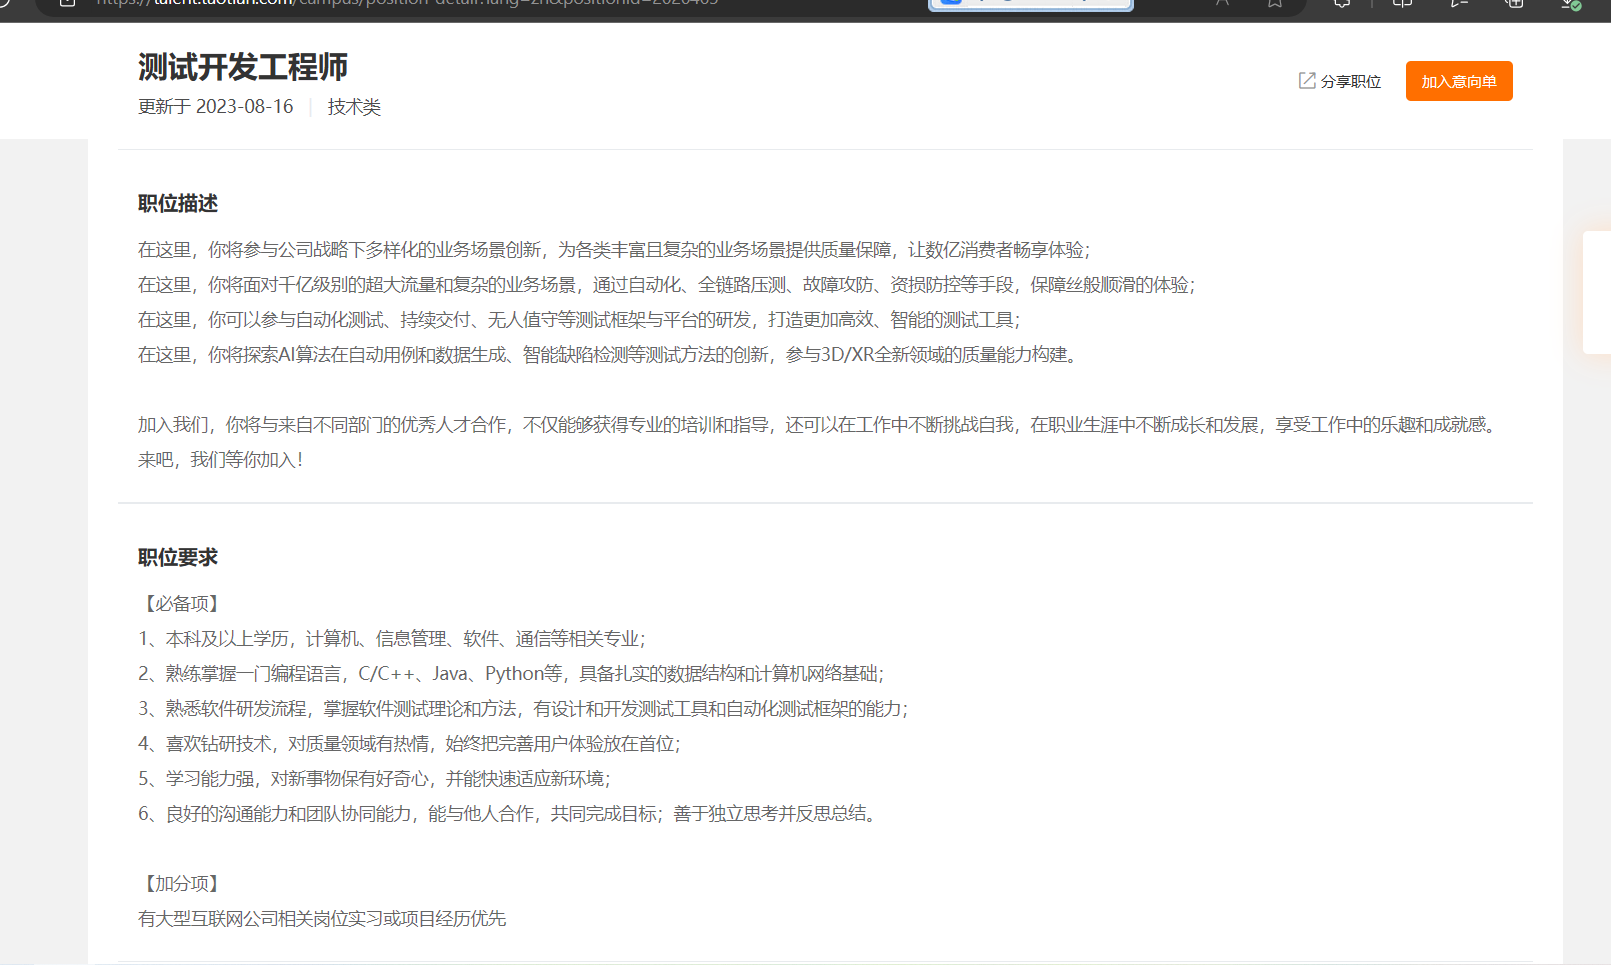 测试开发工程师
更新于 2023-08-16 | 技术类
分享职位
加入意向单
职位描述
在这里，你将参与公司战略下多样化的业务场景创新，为各类丰富且复杂的业务场景提供质量保障，让数亿消费者畅享体验；
在这里，你将面对千亿级别的超大流量和复杂的业务场景，通过自动化、全链路压测、故障攻防、资损防控等手段，保障丝般顺滑的体验；
在这里，你可以参与自动化测试、持续交付、无人值守等测试框架与平台的研发，打造更加高效、智能的测试工具；
在这里，你将探索AI算法在自动用例和数据生成、智能缺陷检测等测试方法的创新，参与3D/XR全新领域的质量能力构建。
加入我们，你将与来自不同部门的优秀人才合作，不仅能够获得专业的培训和指导，还可以在工作中不断挑战自我，在职业生涯中不断成长和发展，享受工作中的乐趣和成就感。
来吧，我们等你加入！
职位要求
【必备项】
1、本科及以上学历，计算机、信息管理、软件、通信等相关专业；
2、熟练掌握一门编程语言，C/C++、Java、Python等，具备扎实的数据结构和计算机网络基础；
3、熟悉软件研发流程，掌握软件测试理论和方法，有设计和开发测试工具和自动化测试框架的能力；
4、喜欢钻研技术，对质量领域有热情，始终把完善用户体验放在首位；
5、学习能力强，对新事物保有好奇心，并能快速适应新环境；
6、良好的沟通能力和团队协同能力，能与他人合作，共同完成目标；善于独立思考并反思总结。
【加分项】
有大型互联网公司相关岗位实习或项目经历优先